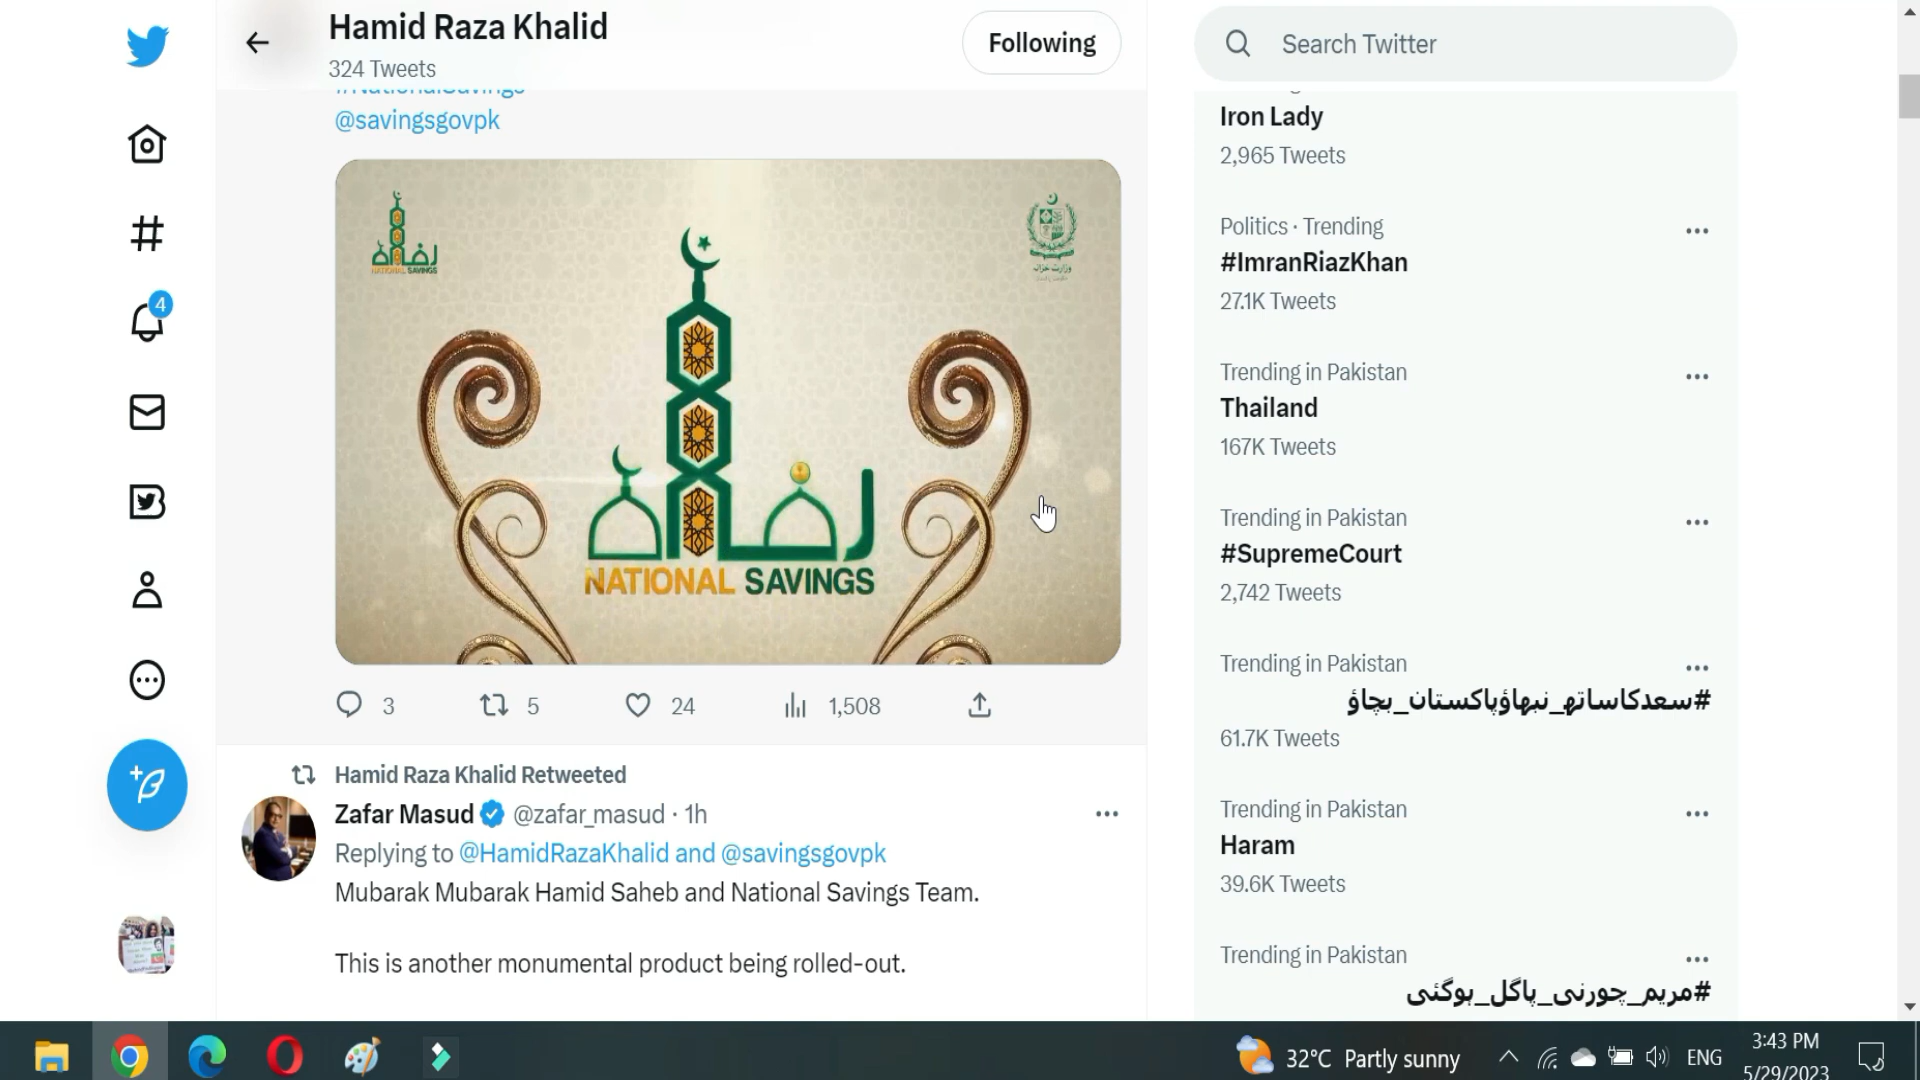 Hamid Raza Khalid
324 Tweets
Following
Search Twitter
#NationalSavings
@savingsgovpk
NATIONAL SAVINGS
NATIONAL SAVINGS
3
5
24
1,508
Hamid Raza Khalid Retweeted
Zafar Masud @zafar_masud · 1h
Replying to @HamidRazaKhalid and @savingsgovpk
Mubarak Mubarak Hamid Saheb and National Savings Team.
This is another monumental product being rolled-out.
Iron Lady
2,965 Tweets
Politics · Trending
#ImranRiazKhan
27.1K Tweets
Trending in Pakistan
Thailand
167K Tweets
Trending in Pakistan
#SupremeCourt
2,742 Tweets
Trending in Pakistan
#سعدکاساتھ_نبھاؤپاکستان_بچاؤ
61.7K Tweets
Trending in Pakistan
Haram
39.6K Tweets
Trending in Pakistan
#مریم_چورنی_پاگل_ہوگئی
4
32°C Partly sunny
ENG
3:43 PM
5/29/2023